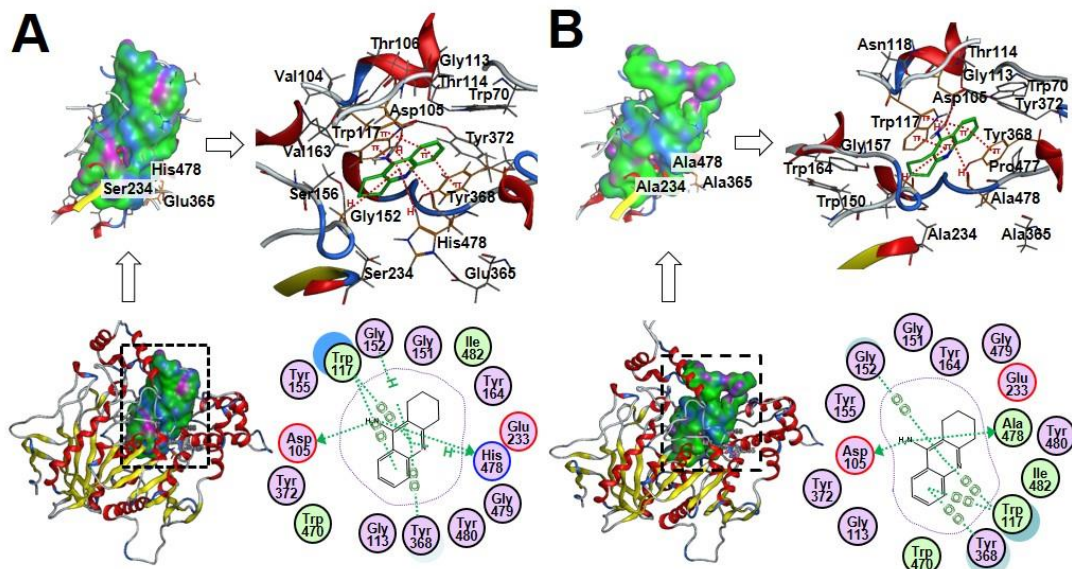 A
Thr106
Gly113
Thr114
Val104
Asp105
Trp70
Trp117
Tyr372
Val163
His478
Ser234
Glu365
Ser156
Gly152
Tyr368
His478
Ser234
Glu365
H
H
Gly 152
Gly 151
Ile 482
Trp 117
Tyr 155
Tyr 164
H
H₂N
Asp 105
Glu 233
H
His 478
Tyr 372
Gly 479
Trp 470
Gly 113
Tyr 368
Tyr 480
B
Asn118
Thr114
Gly113
Trp70
Asp105
Tyr372
Trp117
Tyr368
Gly157
Ala478
Trp164
Pro477
Ala234
Ala365
Trp150
Ala478
Ala234
Ala365
H
H
Gly 151
Tyr 164
Gly 479
Gly 152
Glu 233
Tyr 155
Ala 478
H₂N
Tyr 480
Asp 105
Ile 482
Tyr 372
Trp 117
Gly 113
Trp 470
Tyr 368